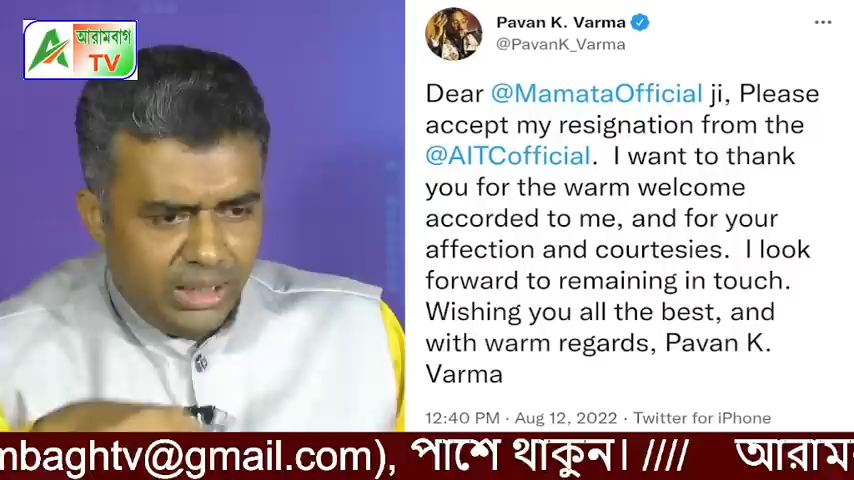 আরামবাগ
TV
Pavan K. Varma
@PavanK_Varma
Dear @MamataOfficial ji, Please
accept my resignation from the
@AITCofficial. I want to thank
you for the warm welcome
accorded to me, and for your
affection and courtesies. I look
forward to remaining in touch.
Wishing you all the best, and
with warm regards, Pavan K.
Varma
12:40 PM · Aug 12, 2022 · Twitter for iPhone
mbaghtv@gmail.com), পাশে থাকুন। //// আরামব